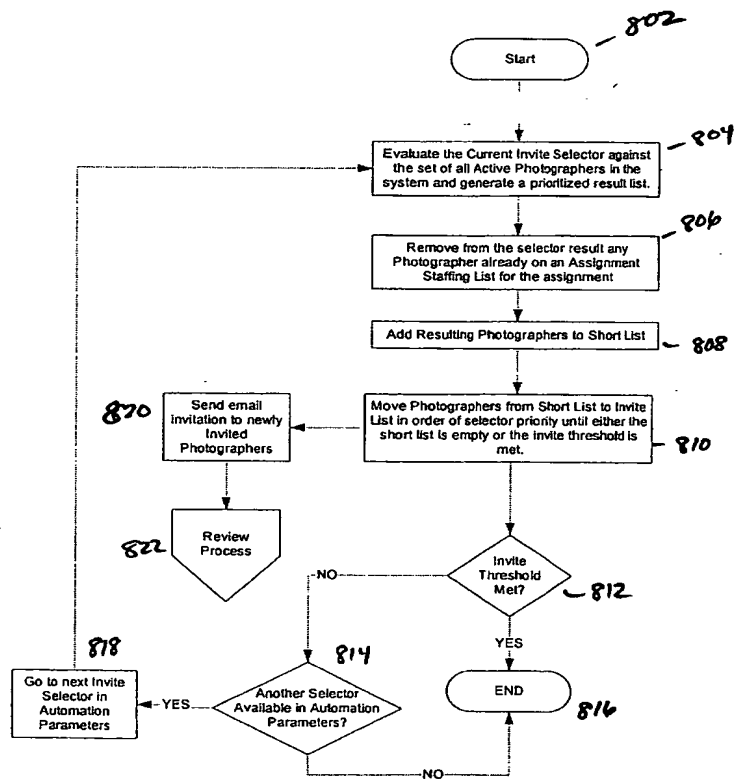 802
Start
804
Evaluate the Current Invite Selector against
the set of all Active Photographers in the
system and generate a prioritized result list.
806
Remove from the selector result any
Photographer already on an Assignment
Staffing List for the assignment
Add Resulting Photographers to Short List
808
820
Send email
invitation to newly
Invited
Photographers
Move Photographers from Short List to Invite
List in order of selector priority until either the
short list is empty or the invite threshold is
met.
810
822
Review
Process
Invite
Threshold
Met?
812
NO
YES
818
Go to next Invite
Selector in
Automation
Parameters
YES
814
Another Selector
Available in Automation
Parameters?
END
816
NO